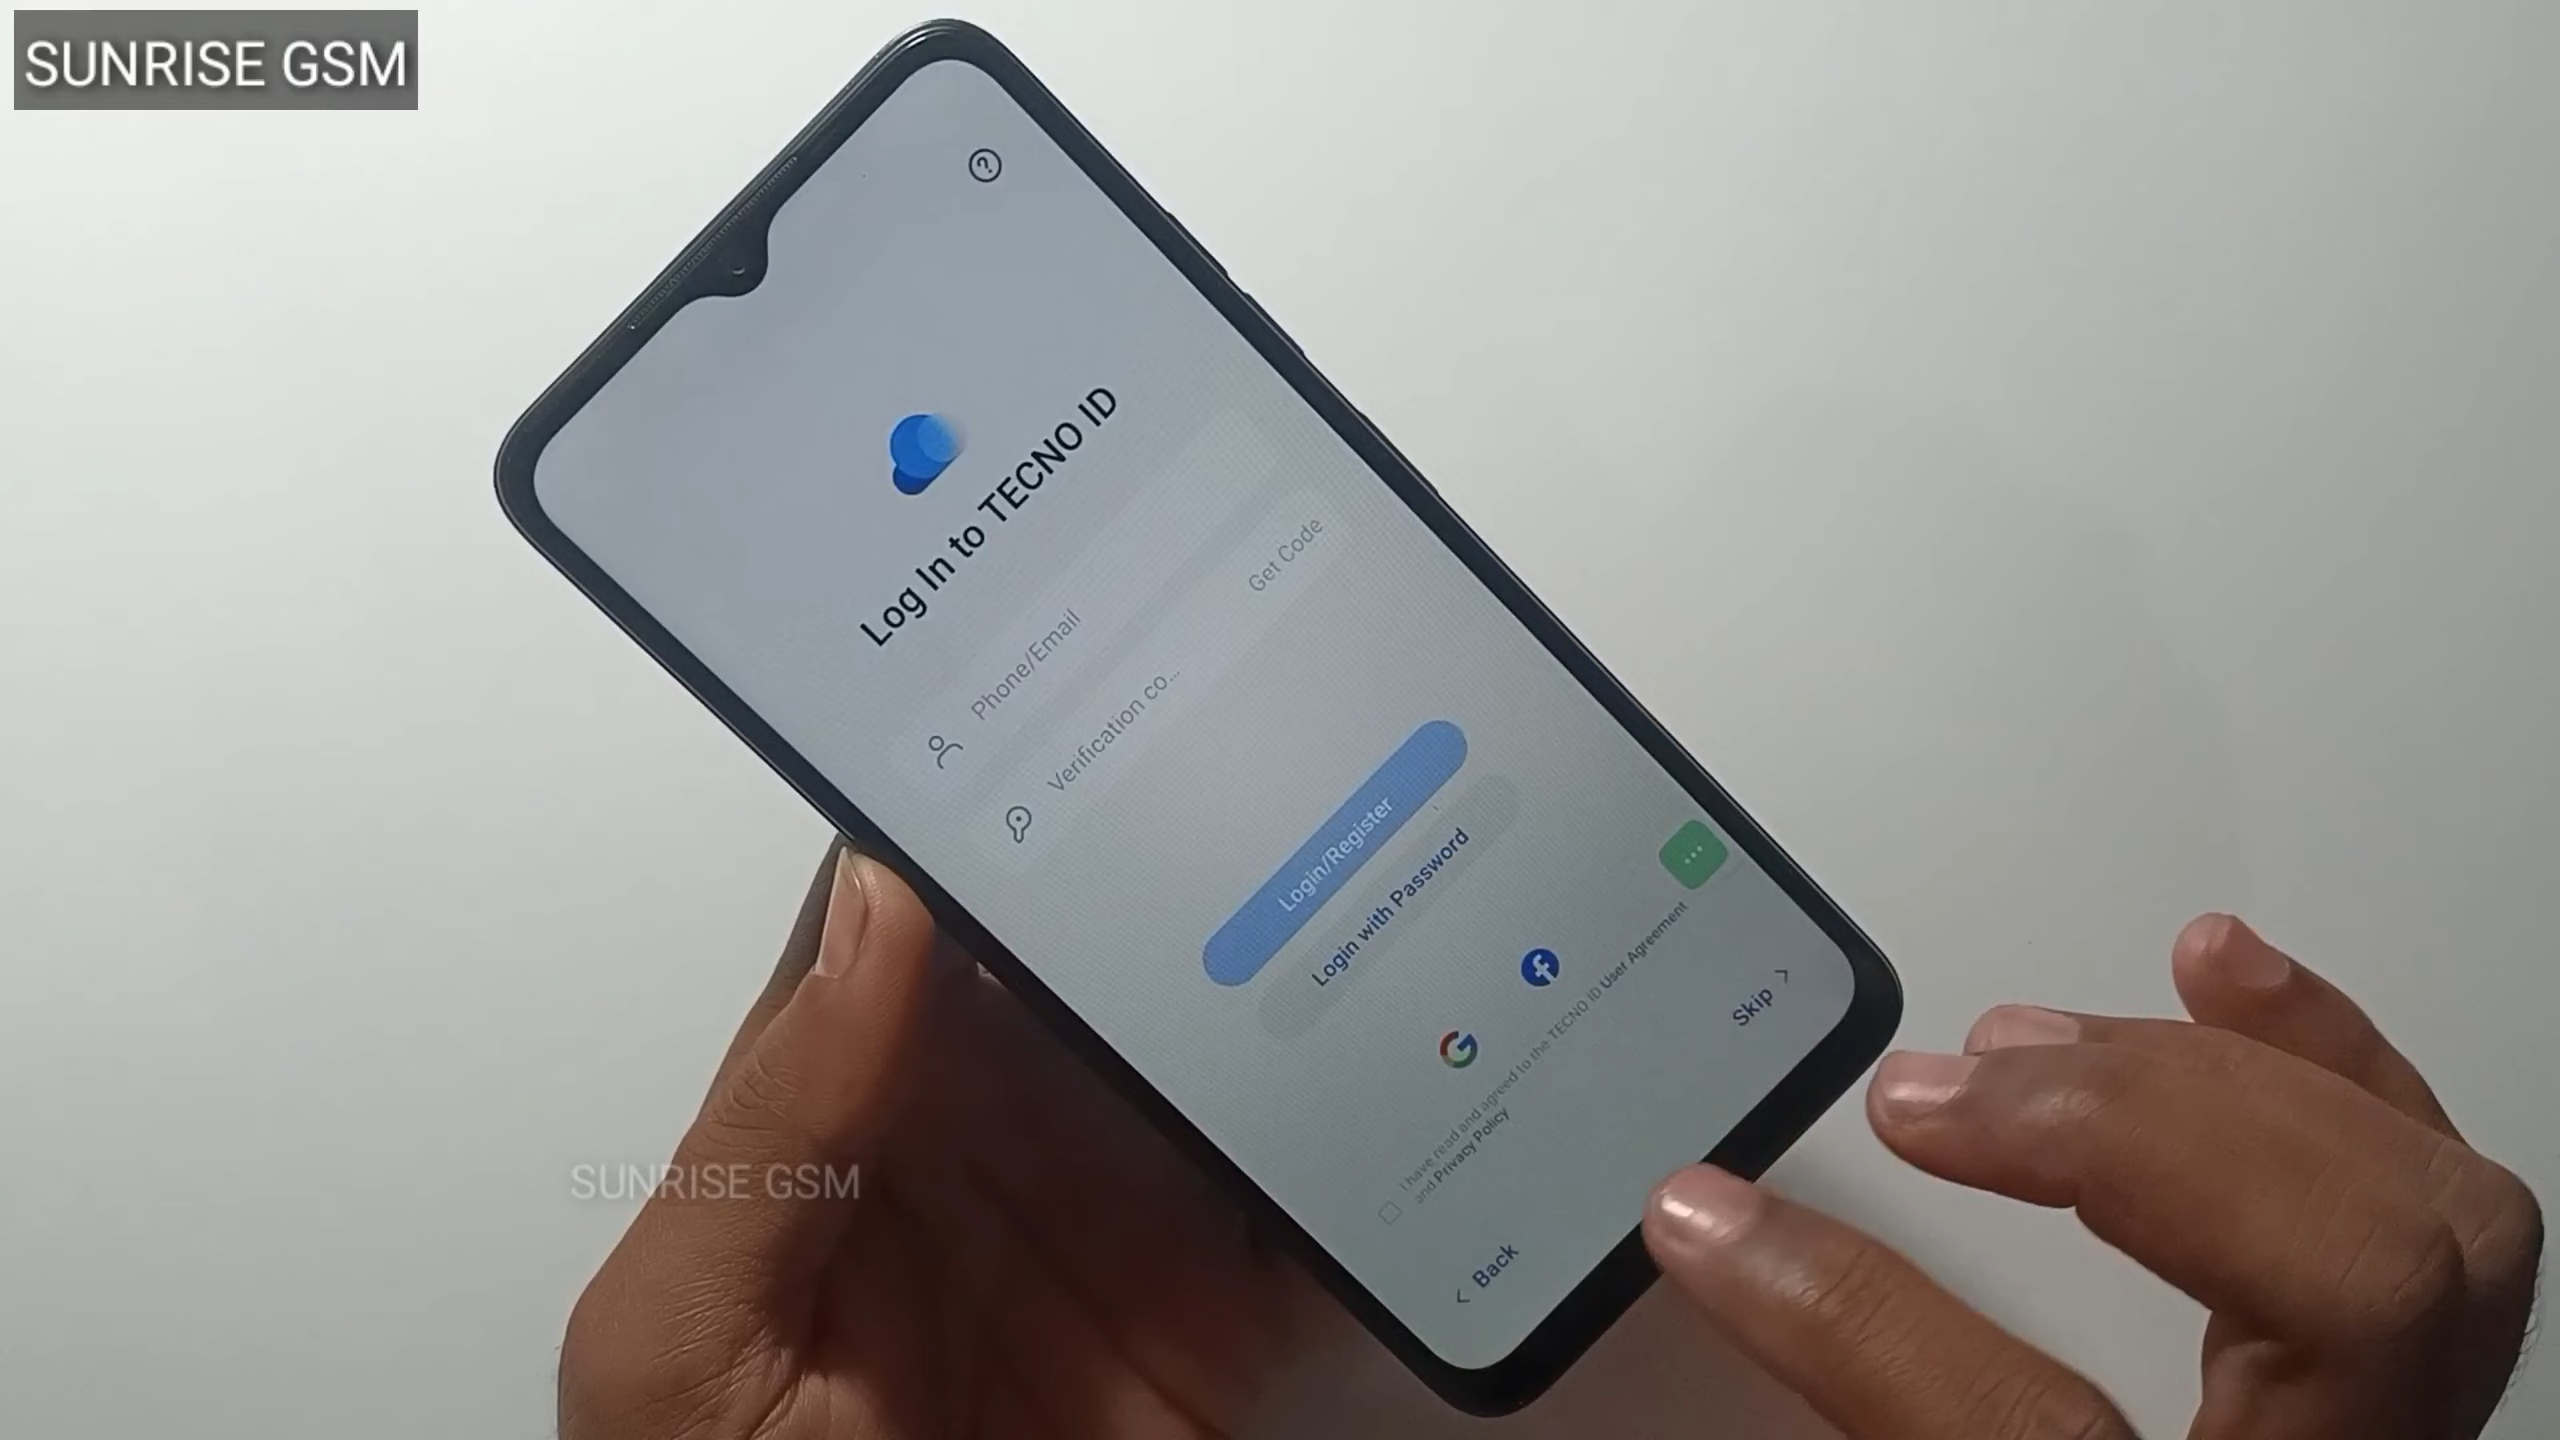 SUNRISE GSM
Log In to TECNO ID
Phone/Email
Verification co...
Get Code
Login/Register
Login with Password
I have read and agreed to the TECNO ID User Agreement
and Privacy Policy
< Back
Skip >
SUNRISE GSM